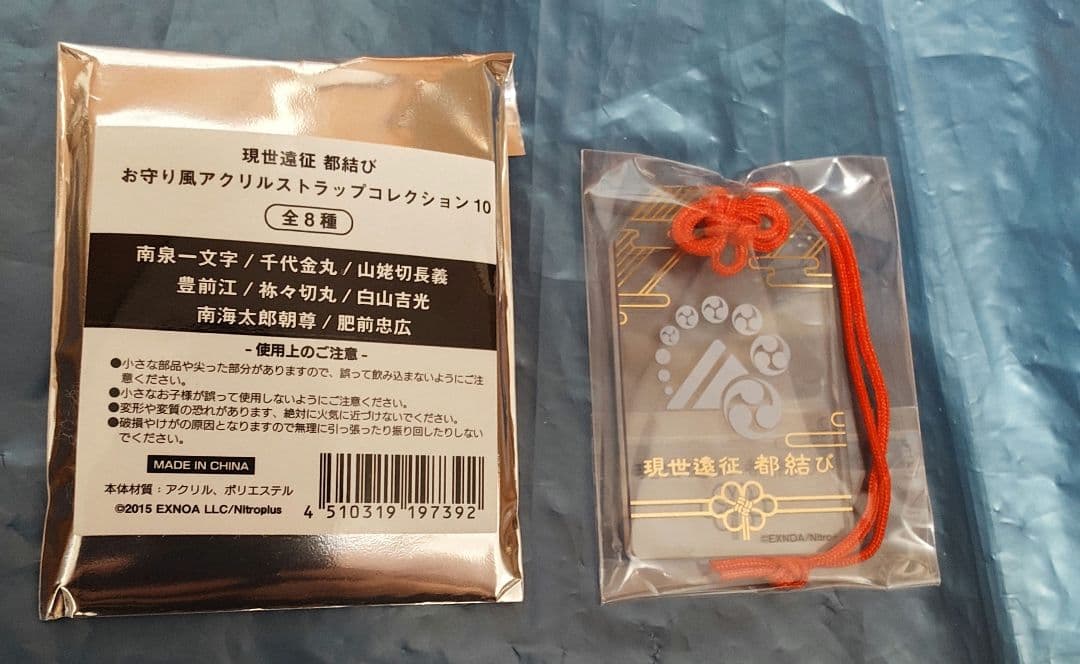 現世遠征 都結び
お守り風アクリルストラップコレクション10
全8種
南泉一文字/千代金丸/山姥切長義
豊前江/祢々切丸/白山吉光
南海太郎朝尊/肥前忠広
-使用上のご注意-
●小さな部品や尖った部分がありますので、誤って飲み込まないようにご注
意ください。
●小さなお子様が誤って使用しないようにご注意ください。
●変形や変質の恐れがあります、絶対に火気に近づけないでください。
●破損やけがの原因となりますので無理に引っ張ったり振り回したりしない
でください。
MADE IN CHINA
本体材質:アクリル、ポリエステル
©2015 EXNOA LLC/Nitroplus
4 510319 197392
現世遠征 都結び
©EXNOA/Nitro